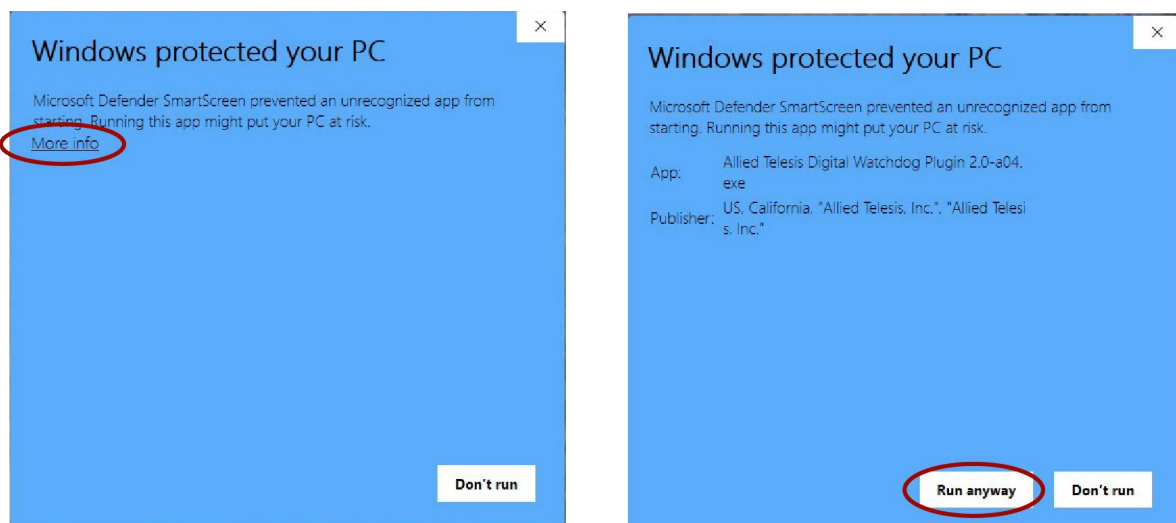 Windows protected your PC
Microsoft Defender SmartScreen prevented an unrecognized app from
starting. Running this app might put your PC at risk.
More info
Don't run
Windows protected your PC
Microsoft Defender SmartScreen prevented an unrecognized app from
starting. Running this app might put your PC at risk.
App: Allied Telesis Digital Watchdog Plugin 2.0-a04.
exe
Publisher: US, California, "Allied Telesis, Inc.", "Allied Telesi
s, Inc."
Run anyway Don't run